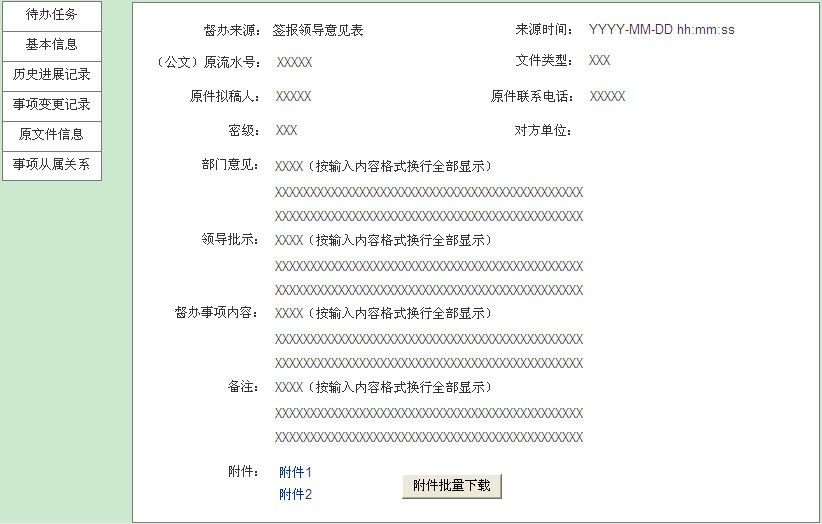 待办任务
基本信息
历史进展记录
事项变更记录
原文件信息
事项从属关系
督办来源： 签报领导意见表 来源时间： YYYY-MM-DD hh:mm:ss
（公文）原流水号： XXXXX 文件类型： XXX
原件拟稿人： XXXXX 原件联系电话： XXXXX
密级： XXX 对方单位：
部门意见： XXXX（按输入内容格式换行全部显示）
XXXXXXXXXXXXXXXXXXXXXXXXXXXXXXXXXXXXXXXXXXXX
XXXXXXXXXXXXXXXXXXXXXXXXXXXXXXXXXXXXXXXXXXXX
领导批示： XXXX（按输入内容格式换行全部显示）
XXXXXXXXXXXXXXXXXXXXXXXXXXXXXXXXXXXXXXXXXXXX
XXXXXXXXXXXXXXXXXXXXXXXXXXXXXXXXXXXXXXXXXXXX
督办事项内容： XXXX（按输入内容格式换行全部显示）
XXXXXXXXXXXXXXXXXXXXXXXXXXXXXXXXXXXXXXXXXXXX
XXXXXXXXXXXXXXXXXXXXXXXXXXXXXXXXXXXXXXXXXXXX
备注： XXXX（按输入内容格式换行全部显示）
XXXXXXXXXXXXXXXXXXXXXXXXXXXXXXXXXXXXXXXXXXXX
XXXXXXXXXXXXXXXXXXXXXXXXXXXXXXXXXXXXXXXXXXXX
附件： 附件1
附件2
附件批量下载